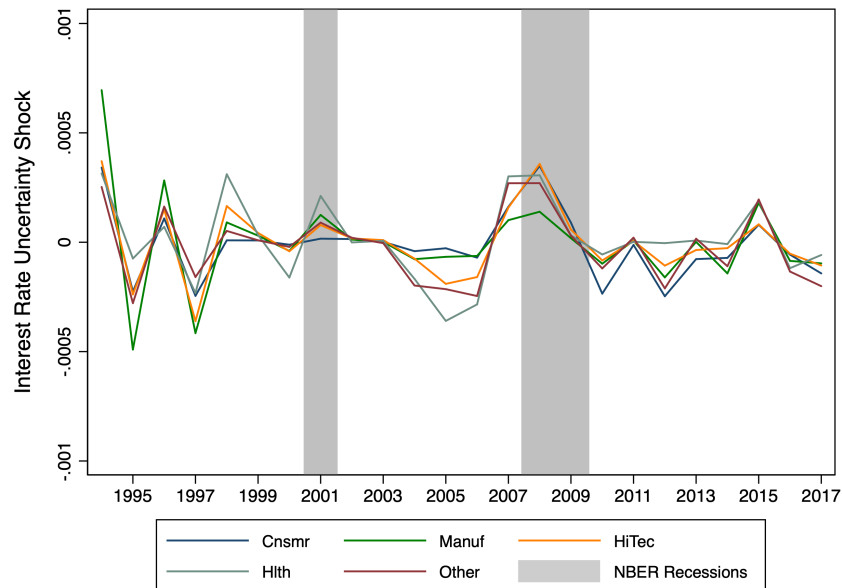 .001
.0005
0
-.0005
-.001
Interest Rate Uncertainty Shock
1995 1997 1999 2001 2003 2005 2007 2009 2011 2013 2015 2017
Cnsmr Manuf HiTec
Hlth Other NBER Recessions